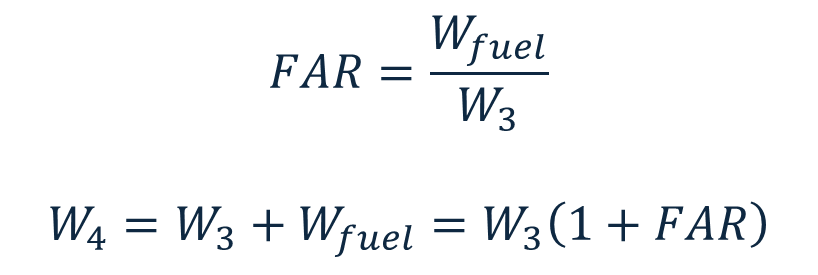 FAR = W_fuel / W_3
W_4 = W_3 + W_fuel = W_3(1 + FAR)